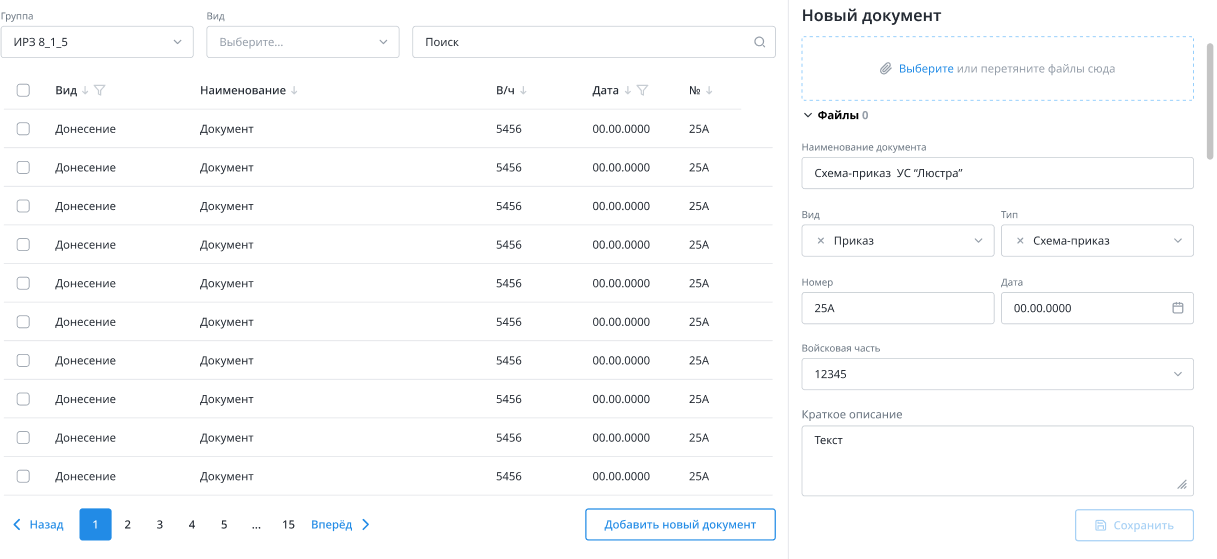 Группа
Вид
ИРЗ 8_1_5
Выберите...
Поиск
Вид Наименование В/ч Дата №
Донесение Документ 5456 00.00.0000 25А
Донесение Документ 5456 00.00.0000 25А
Донесение Документ 5456 00.00.0000 25А
Донесение Документ 5456 00.00.0000 25А
Донесение Документ 5456 00.00.0000 25А
Донесение Документ 5456 00.00.0000 25А
Донесение Документ 5456 00.00.0000 25А
Донесение Документ 5456 00.00.0000 25А
Донесение Документ 5456 00.00.0000 25А
Донесение Документ 5456 00.00.0000 25А
Назад 1 2 3 4 5 ... 15 Вперёд
Добавить новый документ
Новый документ
Выберите или перетяните файлы сюда
Файлы 0
Наименование документа
Схема-приказ УС “Люстра”
Вид Тип
× Приказ × Схема-приказ
Номер Дата
25А 00.00.0000
Войсковая часть
12345
Краткое описание
Текст
Сохранить